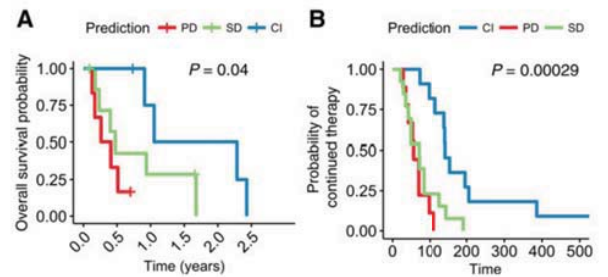 A
Prediction PD SD CI
P = 0.04
Overall survival probability
1.00
0.75
0.50
0.25
0.00
0.0 0.5 1.0 1.5 2.0 2.5
Time (years)
B
Prediction CI PD SD
P = 0.00029
Probability of
continued therapy
1.00
0.75
0.50
0.25
0.00
0 100 200 300 400 500
Time